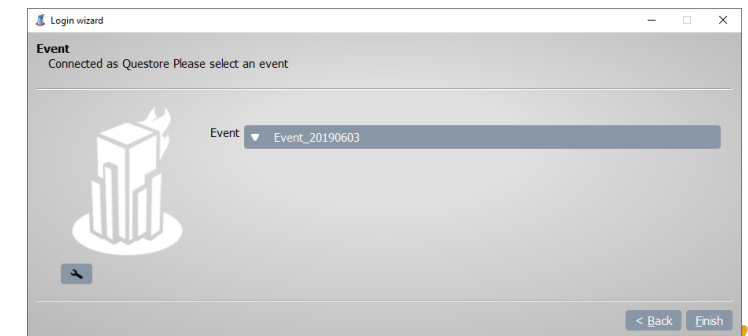 Login wizard
Event
Connected as Questore Please select an event
Event Event_20190603
< Back Finish